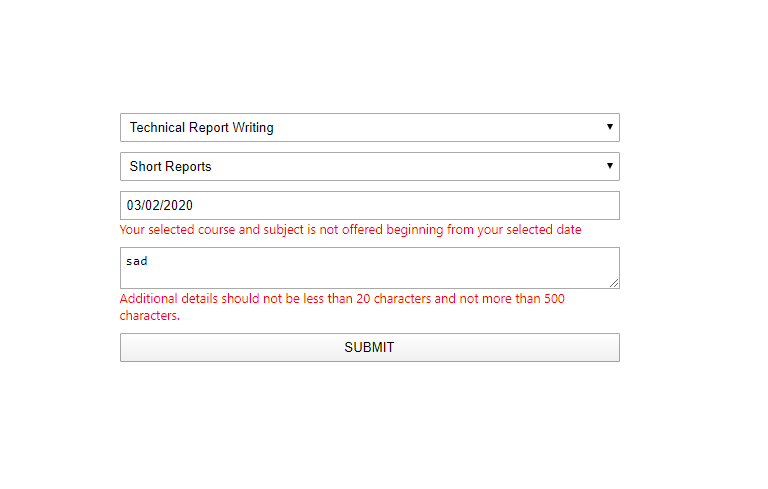 Technical Report Writing
Short Reports
03/02/2020
Your selected course and subject is not offered beginning from your selected date
sad
Additional details should not be less than 20 characters and not more than 500
characters.
SUBMIT